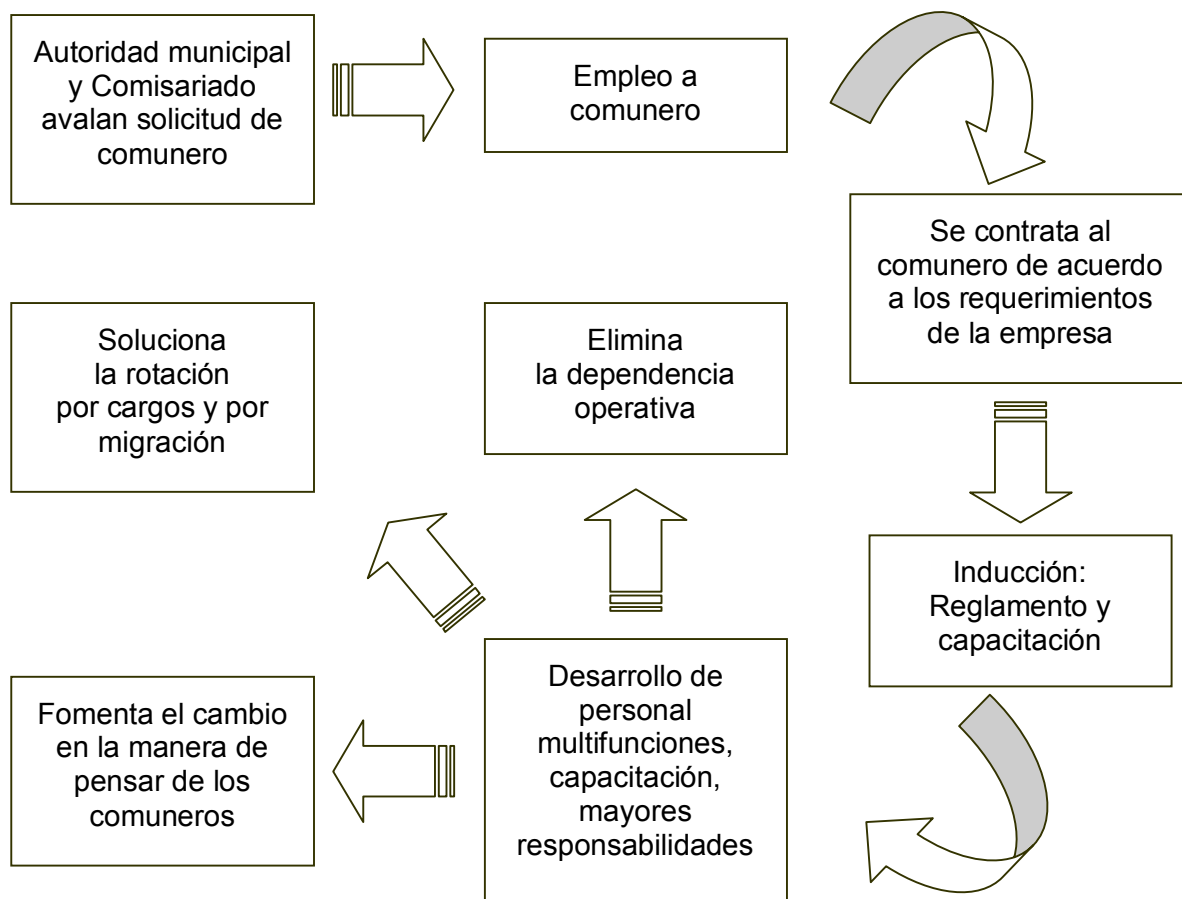 Autoridad municipal
y Comisariado
avalan solicitud de
comunero
Empleo a
comunero
Se contrata al
comunero de acuerdo
a los requerimientos
de la empresa
Soluciona
la rotación
por cargos y por
migración
Elimina
la dependencia
operativa
Inducción:
Reglamento y
capacitación
Fomenta el cambio
en la manera de
pensar de los
comuneros
Desarrollo de
personal
multifunciones,
capacitación,
mayores
responsabilidades